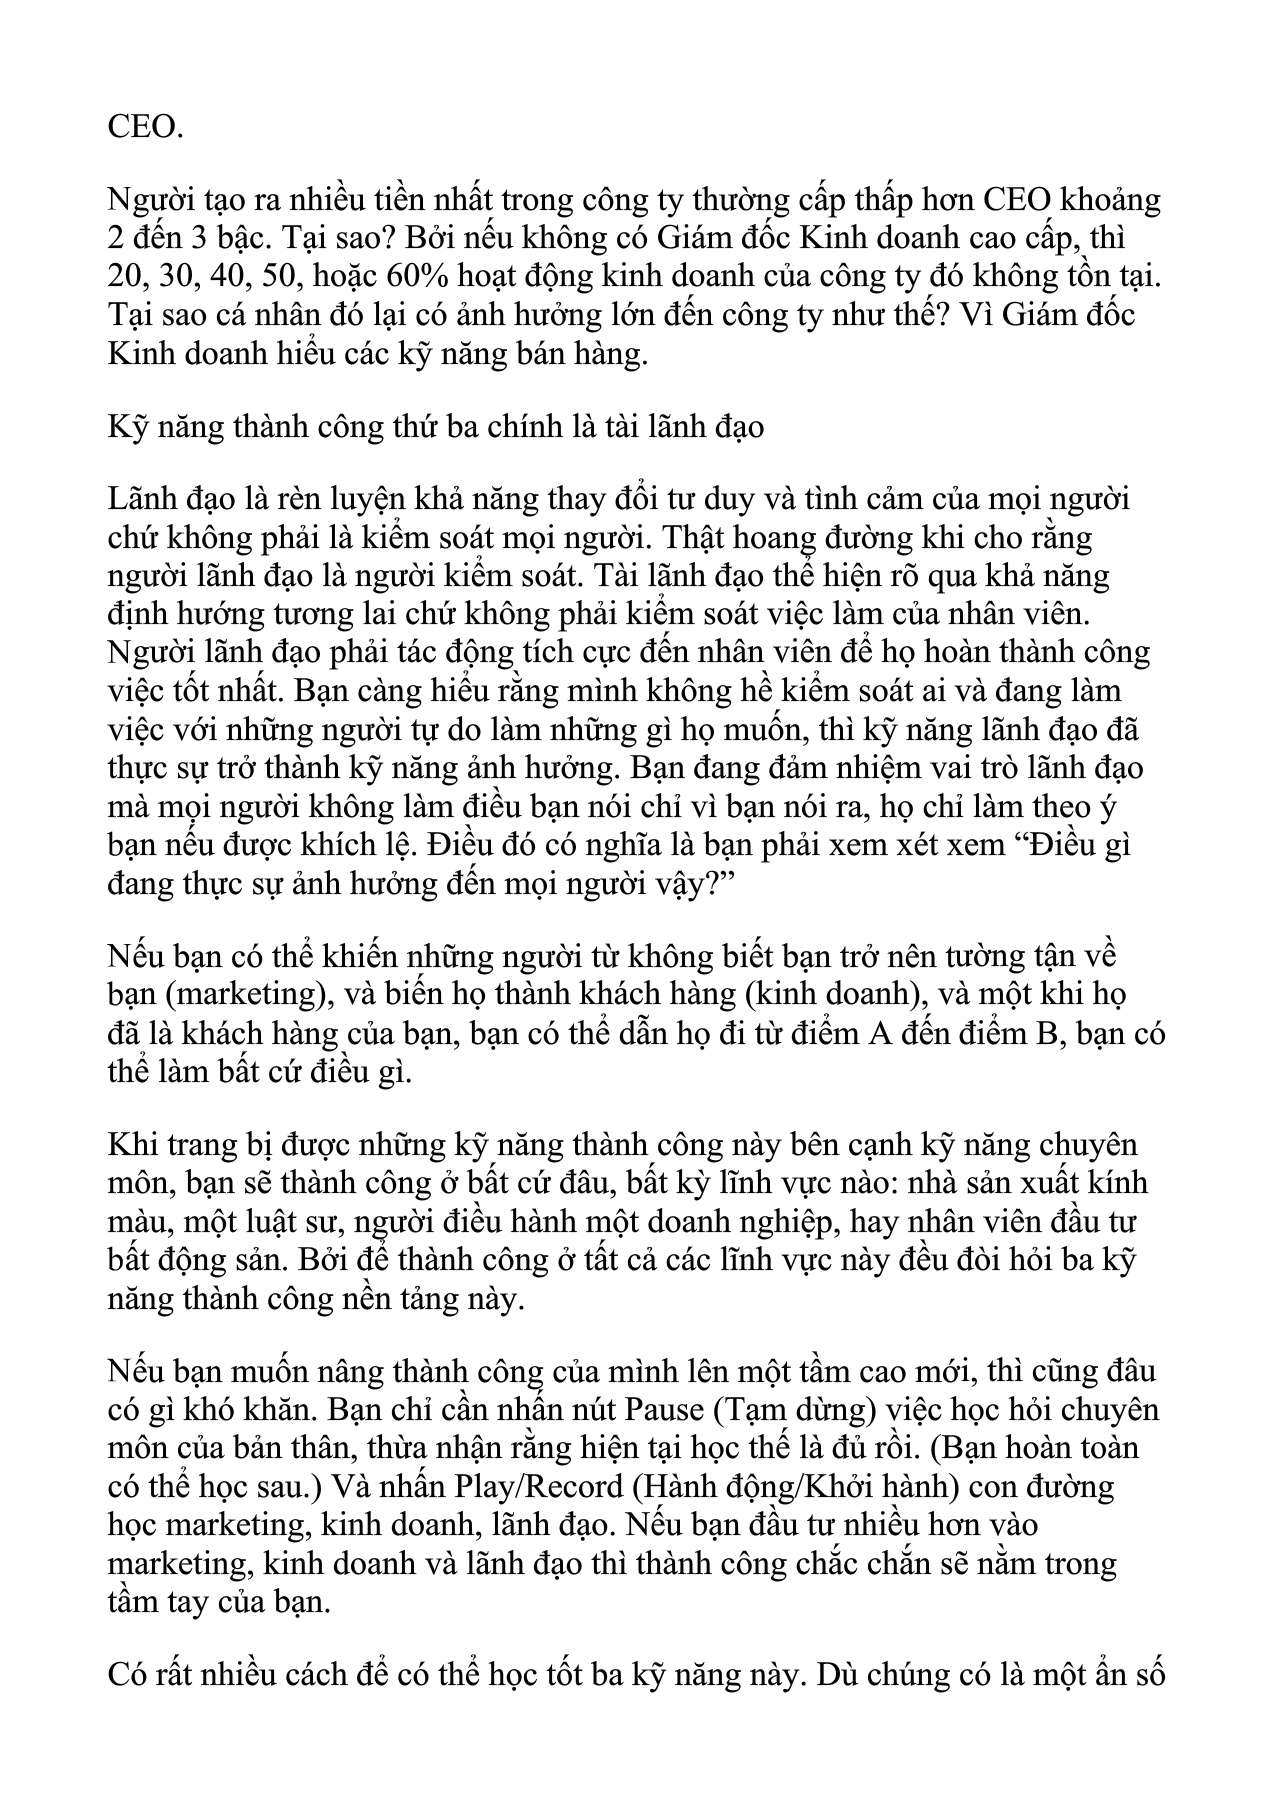 CEO.
Người tạo ra nhiều tiền nhất trong công ty thường cấp thấp hơn CEO khoảng
2 đến 3 bậc. Tại sao? Bởi nếu không có Giám đốc Kinh doanh cao cấp, thì
20, 30, 40, 50, hoặc 60% hoạt động kinh doanh của công ty đó không tồn tại.
Tại sao cá nhân đó lại có ảnh hưởng lớn đến công ty như thế? Vì Giám đốc
Kinh doanh hiểu các kỹ năng bán hàng.
Kỹ năng thành công thứ ba chính là tài lãnh đạo
Lãnh đạo là rèn luyện khả năng thay đổi tư duy và tình cảm của mọi người
chứ không phải là kiểm soát mọi người. Thật hoang đường khi cho rằng
người lãnh đạo là người kiểm soát. Tài lãnh đạo thể hiện rõ qua khả năng
định hướng tương lai chứ không phải kiểm soát việc làm của nhân viên.
Người lãnh đạo phải tác động tích cực đến nhân viên để họ hoàn thành công
việc tốt nhất. Bạn càng hiểu rằng mình không hề kiểm soát ai và đang làm
việc với những người tự do làm những gì họ muốn, thì kỹ năng lãnh đạo đã
thực sự trở thành kỹ năng ảnh hưởng. Bạn đang đảm nhiệm vai trò lãnh đạo
mà mọi người không làm điều bạn nói chỉ vì bạn nói ra, họ chỉ làm theo ý
bạn nếu được khích lệ. Điều đó có nghĩa là bạn phải xem xét xem “Điều gì
đang thực sự ảnh hưởng đến mọi người vậy?”
Nếu bạn có thể khiến những người từ không biết bạn trở nên tường tận về
bạn (marketing), và biến họ thành khách hàng (kinh doanh), và một khi họ
đã là khách hàng của bạn, bạn có thể dẫn họ đi từ điểm A đến điểm B, bạn có
thể làm bất cứ điều gì.
Khi trang bị được những kỹ năng thành công này bên cạnh kỹ năng chuyên
môn, bạn sẽ thành công ở bất cứ đâu, bất kỳ lĩnh vực nào: nhà sản xuất kính
màu, một luật sư, người điều hành một doanh nghiệp, hay nhân viên đầu tư
bất động sản. Bởi để thành công ở tất cả các lĩnh vực này đều đòi hỏi ba kỹ
năng thành công nền tảng này.
Nếu bạn muốn nâng thành công của mình lên một tầm cao mới, thì cũng đâu
có gì khó khăn. Bạn chỉ cần nhấn nút Pause (Tạm dừng) việc học hỏi chuyên
môn của bản thân, thừa nhận rằng hiện tại học thế là đủ rồi. (Bạn hoàn toàn
có thể học sau.) Và nhấn Play/Record (Hành động/Khởi hành) con đường
học marketing, kinh doanh, lãnh đạo. Nếu bạn đầu tư nhiều hơn vào
marketing, kinh doanh và lãnh đạo thì thành công chắc chắn sẽ nằm trong
tầm tay của bạn.
Có rất nhiều cách để có thể học tốt ba kỹ năng này. Dù chúng có là một ẩn số